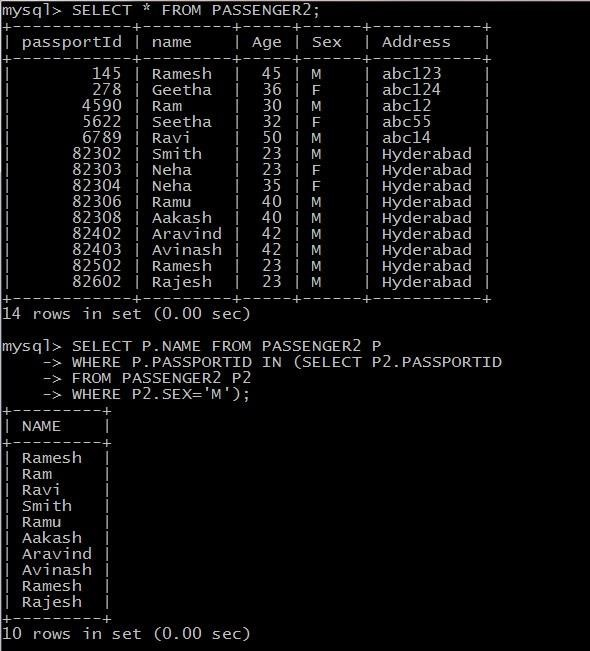 mysql> SELECT * FROM PASSENGER2;
+------------+---------+-----+------+-----------+
| passportId | name    | Age | Sex  | Address   |
+------------+---------+-----+------+-----------+
|        145 | Ramesh  |  45 | M    | abc123    |
|        278 | Geetha  |  36 | F    | abc124    |
|       4590 | Ram     |  30 | M    | abc12     |
|       5622 | Seetha  |  32 | F    | abc55     |
|       6789 | Ravi    |  50 | M    | abc14     |
|      82302 | Smith   |  23 | M    | Hyderabad |
|      82303 | Neha    |  23 | F    | Hyderabad |
|      82304 | Neha    |  35 | F    | Hyderabad |
|      82306 | Ramu    |  40 | M    | Hyderabad |
|      82308 | Aakash  |  40 | M    | Hyderabad |
|      82402 | Aravind |  42 | M    | Hyderabad |
|      82403 | Avinash |  42 | M    | Hyderabad |
|      82502 | Ramesh  |  23 | M    | Hyderabad |
|      82602 | Rajesh  |  23 | M    | Hyderabad |
+------------+---------+-----+------+-----------+
14 rows in set (0.00 sec)
mysql> SELECT P.NAME FROM PASSENGER2 P
    -> WHERE P.PASSPORTID IN (SELECT P2.PASSPORTID
    -> FROM PASSENGER2 P2
    -> WHERE P2.SEX='M');
+---------+
| NAME    |
+---------+
| Ramesh  |
| Ram     |
| Ravi    |
| Smith   |
| Ramu    |
| Aakash  |
| Aravind |
| Avinash |
| Ramesh  |
| Rajesh  |
+---------+
10 rows in set (0.00 sec)